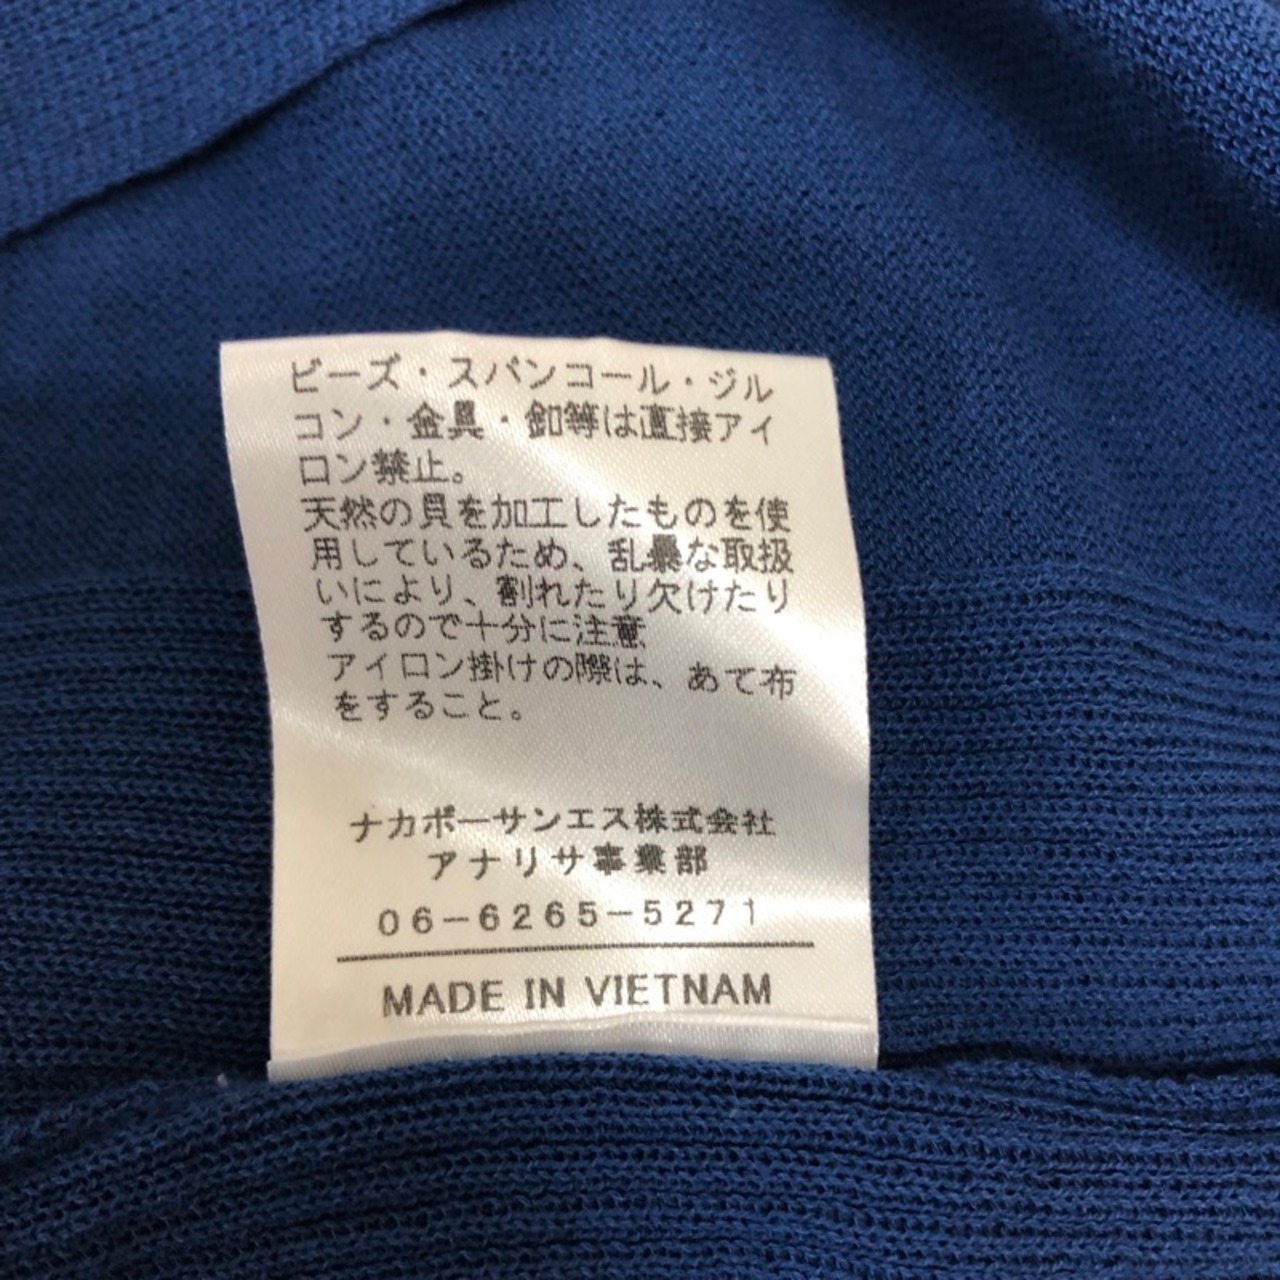 ビーズ・スパンコール・ジル
コン・金具・釦等は直接アイ
ロン禁止。
天然の貝を加工したものを使
用しているため、乱暴な取扱
いにより、割れたり欠けたり
するので十分に注意
アイロン掛けの際は、あて布
をすること。
ナカボーサンエス株式会社
アナリサ事業部
06-6265-5271
MADE IN VIETNAM